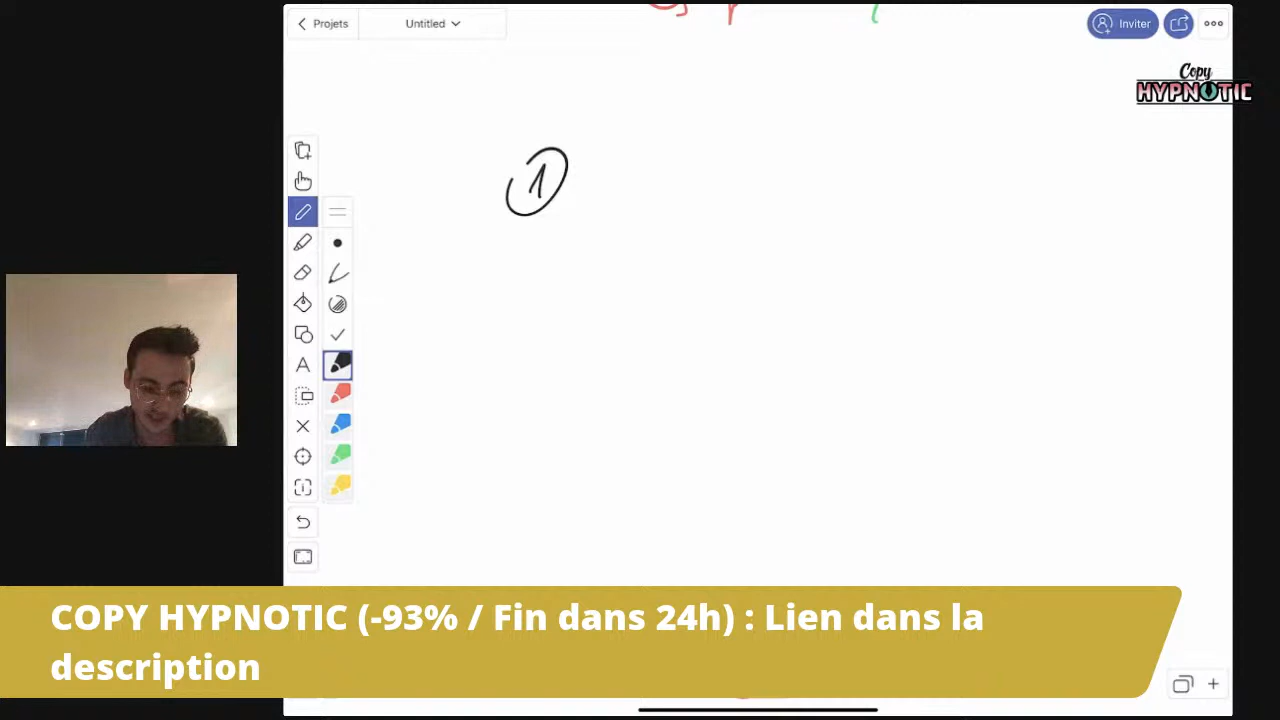 Projets
Untitled
Inviter
Copy
HYPNOTIC
1
A
COPY HYPNOTIC (-93% / Fin dans 24h) : Lien dans la
description